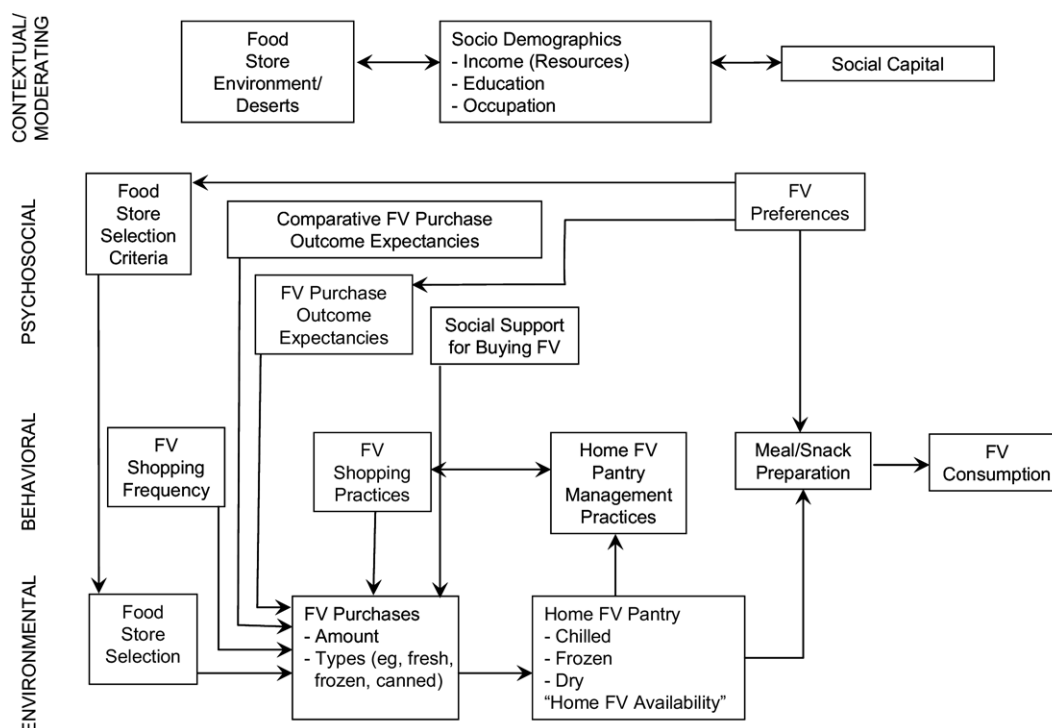 CONTEXTUAL/
MODERATING
Food
Store
Environment/
Deserts
Socio Demographics
- Income (Resources)
- Education
- Occupation
Social Capital
PSYCHOSOCIAL
Food
Store
Selection
Criteria
Comparative FV Purchase
Outcome Expectancies
FV
Preferences
FV Purchase
Outcome
Expectancies
Social Support
for Buying FV
BEHAVIORAL
FV
Shopping
Frequency
FV
Shopping
Practices
Home FV
Pantry
Management
Practices
Meal/Snack
Preparation
FV
Consumption
ENVIRONMENTAL
Food
Store
Selection
FV Purchases
- Amount
- Types (eg, fresh,
frozen, canned)
Home FV Pantry
- Chilled
- Frozen
- Dry
“Home FV Availability”